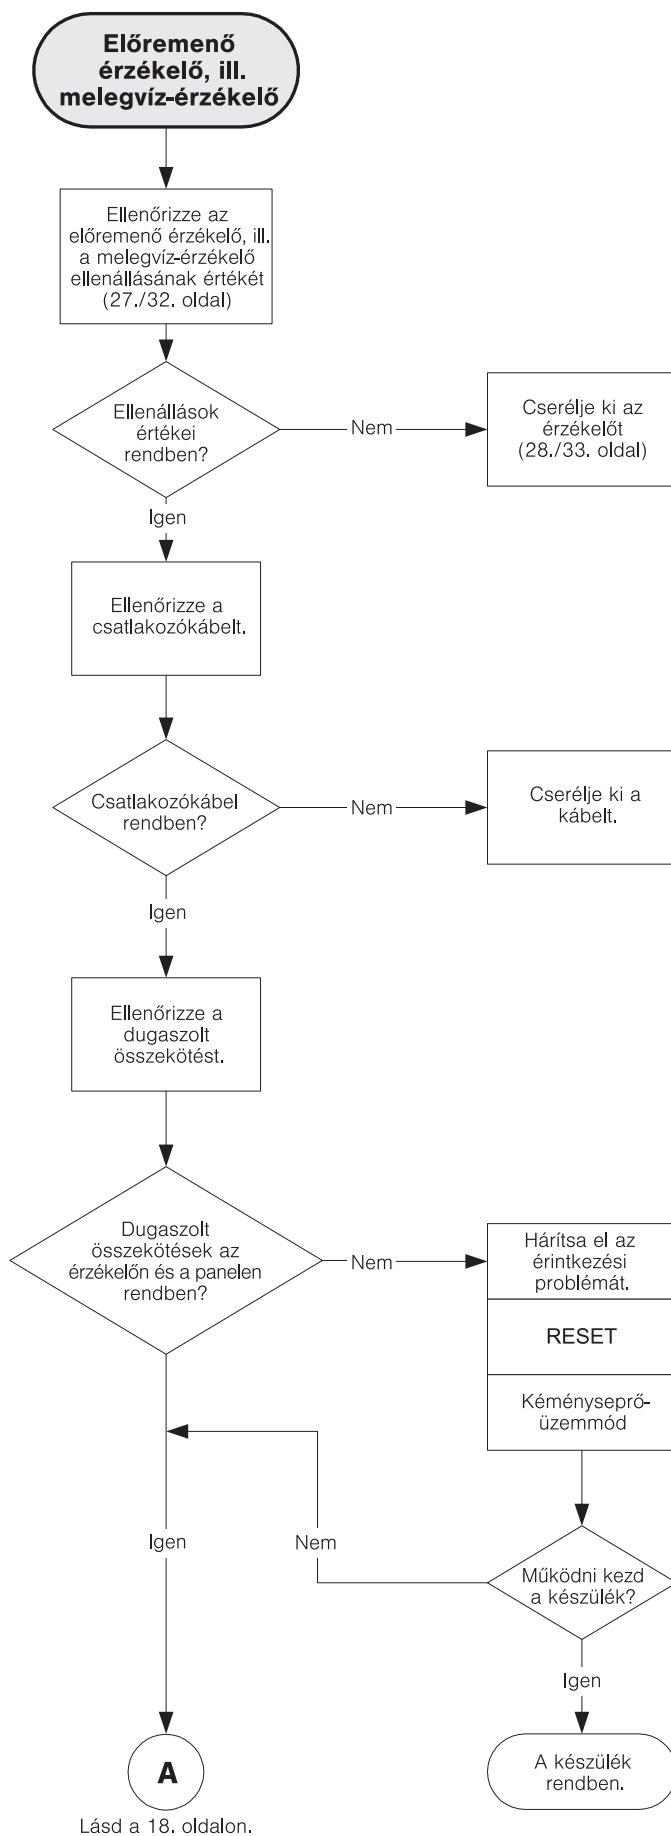 Előremenő
érzékelő, ill.
melegvíz-érzékelő
Ellenőrizze az
előremenő érzékelő, ill.
a melegvíz-érzékelő
ellenállásának értékét
(27./32. oldal)
Ellenállások
értékei
rendben?
Nem
Cserélje ki az
érzékelőt
(28./33. oldal)
Igen
Ellenőrizze a
csatlakozókábelt.
Csatlakozókábel
rendben?
Nem
Cserélje ki a
kábelt.
Igen
Ellenőrizze a
dugaszolt
összekötést.
Dugaszolt
összekötések az
érzékelőn és a panelen
rendben?
Nem
Hárítsa el az
érintkezési
problémát.
RESET
Kéményseprő-
üzemmód
Igen
Nem
Működni kezd
a készülék?
Igen
A
A készülék
rendben.
Lásd a 18. oldalon.